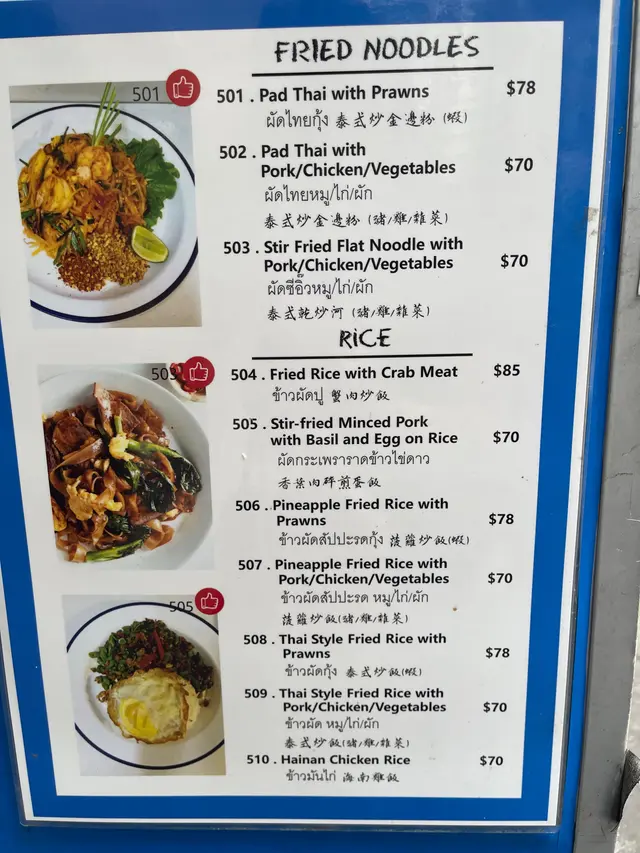 FRIED NOODLES
501
501 . Pad Thai with Prawns $78
ผัดไทยกุ้ง 泰式炒金邊粉 (蝦)
502 . Pad Thai with
Pork/Chicken/Vegetables $70
ผัดไทยหมู/ไก่/ผัก
泰式炒金邊粉 (豬/雞/雜菜)
503 . Stir Fried Flat Noodle with
Pork/Chicken/Vegetables $70
ผัดซีอิ๊วหมู/ไก่/ผัก
泰式乾炒河 (豬/雞/雜菜)
RICE
503
504 . Fried Rice with Crab Meat $85
ข้าวผัดปู 蟹肉炒飯
505 . Stir-fried Minced Pork
with Basil and Egg on Rice $70
ผัดกระเพราราดข้าวไข่ดาว
香葉肉碎煎蛋飯
506 . Pineapple Fried Rice with
Prawns $78
ข้าวผัดสัปปะรดกุ้ง 菠蘿炒飯(蝦)
507 . Pineapple Fried Rice with
Pork/Chicken/Vegetables $70
ข้าวผัดสัปปะรด หมู/ไก่/ผัก
菠蘿炒飯(豬/雞/雜菜)
505
508 . Thai Style Fried Rice with
Prawns $78
ข้าวผัดกุ้ง 泰式炒飯(蝦)
509 . Thai Style Fried Rice with
Pork/Chicken/Vegetables $70
ข้าวผัด หมู/ไก่/ผัก
泰式炒飯(豬/雞/雜菜)
510 . Hainan Chicken Rice $70
ข้าวมันไก่ 海南雞飯